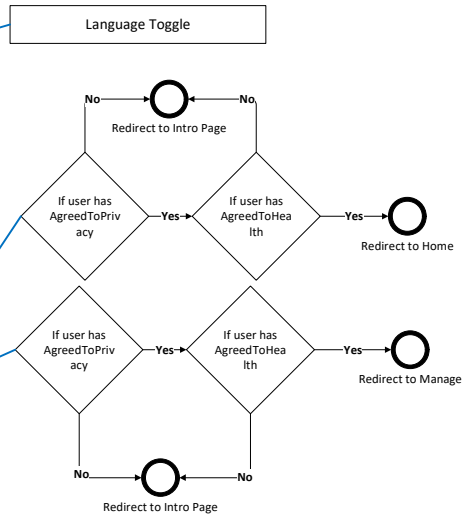 Language Toggle
No
No
Redirect to Intro Page
If user has
AgreedToPriv
acy
Yes
If user has
AgreedToHea
lth
Yes
Redirect to Home
If user has
AgreedToPriv
acy
Yes
If user has
AgreedToHea
lth
Yes
Redirect to Manage
No
No
Redirect to Intro Page